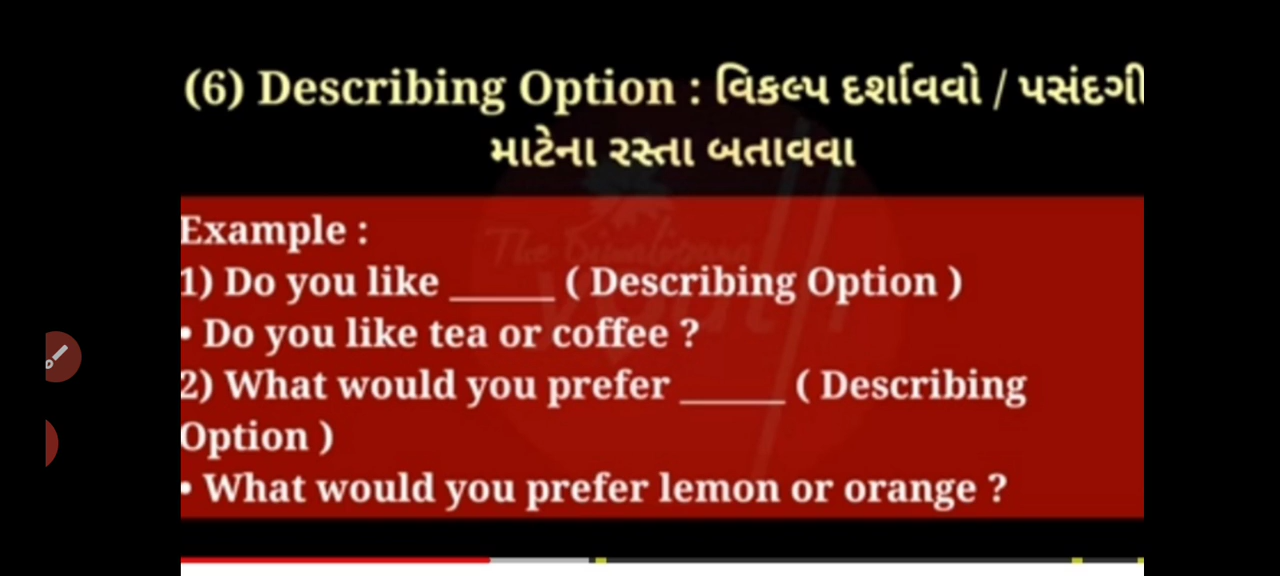 (6) Describing Option : વિકલ્પ દર્શાવવો / પસંદગી
માટેના રસ્તા બતાવવા
Example :
1) Do you like ______ ( Describing Option )
• Do you like tea or coffee ?
2) What would you prefer ______ ( Describing
Option )
• What would you prefer lemon or orange ?